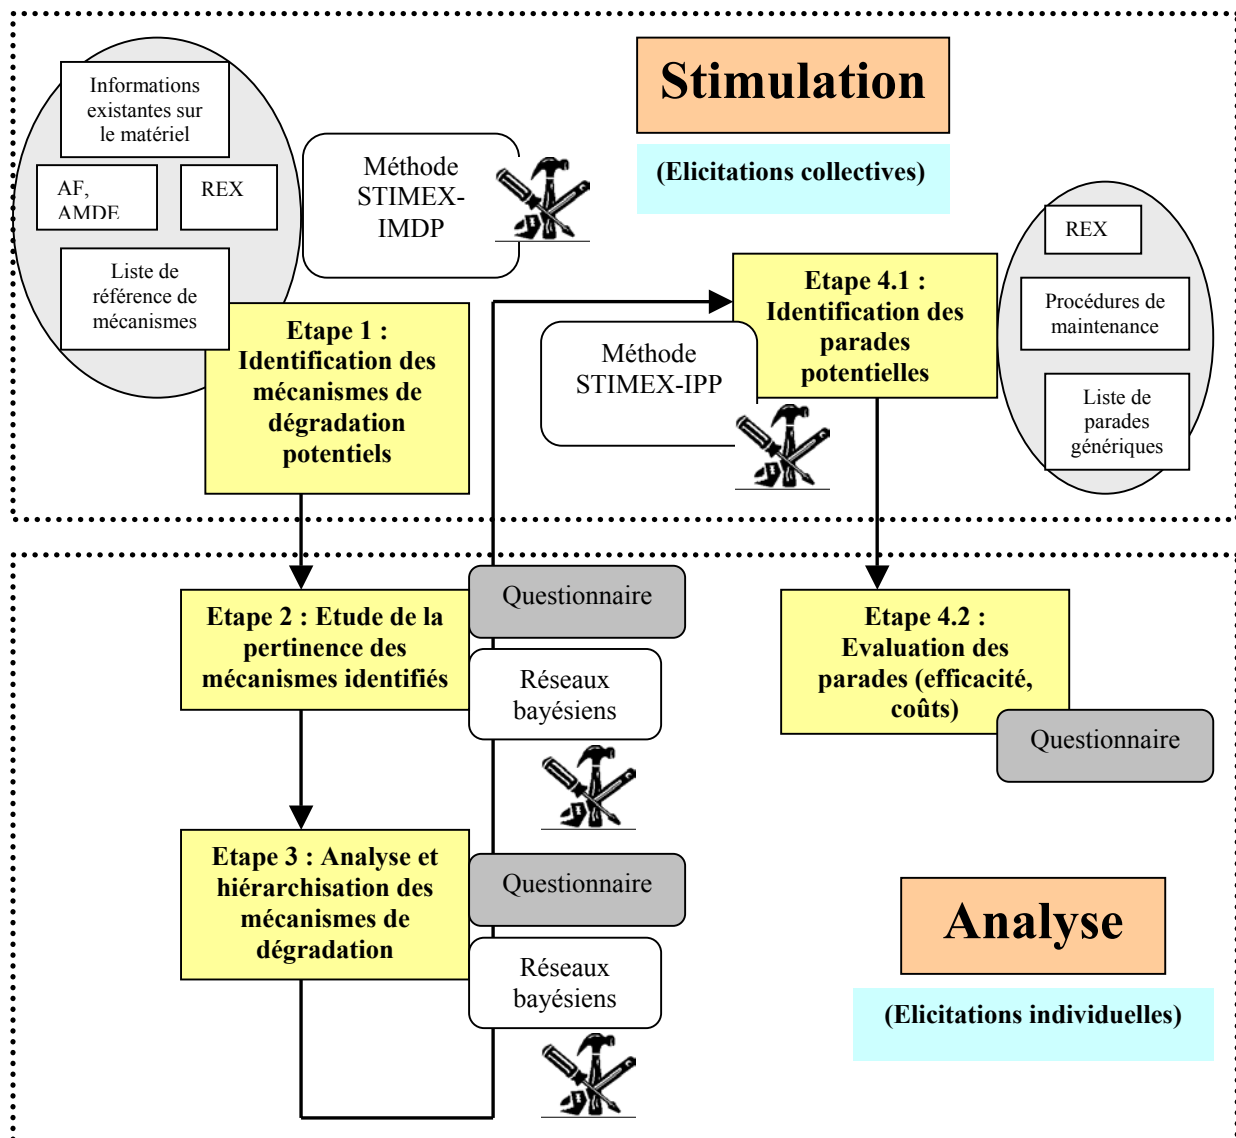 Informations
existantes sur
le matériel
AF,
AMDE
REX
Liste de
référence de
mécanismes
Méthode
STIMEX-
IMDP
Stimulation
(Elicitations collectives)
Etape 1 :
Identification des
mécanismes de
dégradation
potentiels
Méthode
STIMEX-IPP
Etape 4.1 :
Identification des
parades
potentielles
REX
Procédures de
maintenance
Liste de
parades
génériques
Etape 2 : Etude de la
pertinence des
mécanismes identifiés
Questionnaire
Réseaux
bayésiens
Etape 4.2 :
Evaluation des
parades (efficacité,
coûts)
Questionnaire
Etape 3 : Analyse et
hiérarchisation des
mécanismes de
dégradation
Questionnaire
Réseaux
bayésiens
Analyse
(Elicitations individuelles)